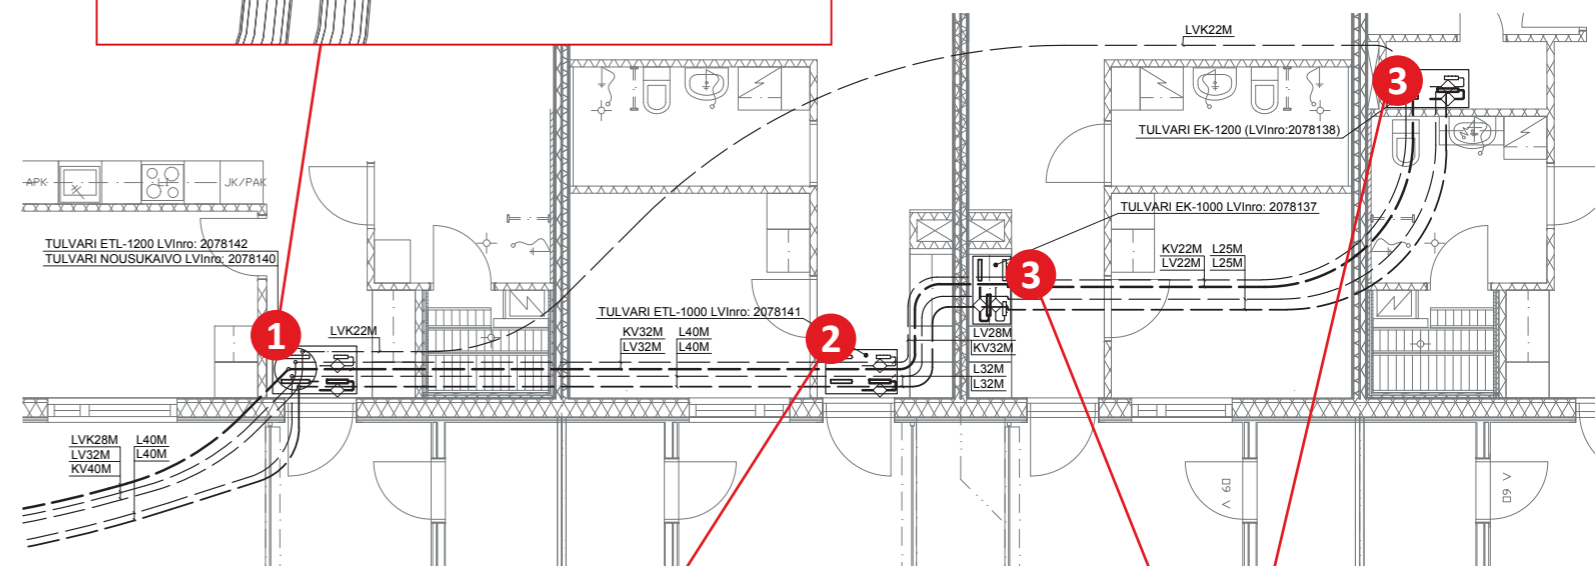 LVK22M
3
TULVARI EK-1200 (LVInro:2078138)
APK
LT
JK/PAK
TULVARI EK-1000 LVInro: 2078137
TULVARI ETL-1200 LVInro: 2078142
TULVARI NOUSUKAIVO LVInro: 2078140
KV22M L25M
LV22M L25M
3
TULVARI ETL-1000 LVInro: 2078141
1
LVK22M
KV32M L40M
LV32M L40M
2
LV28M
KV32M
L32M
L32M
LVK28M L40M
LV32M L40M
KV40M